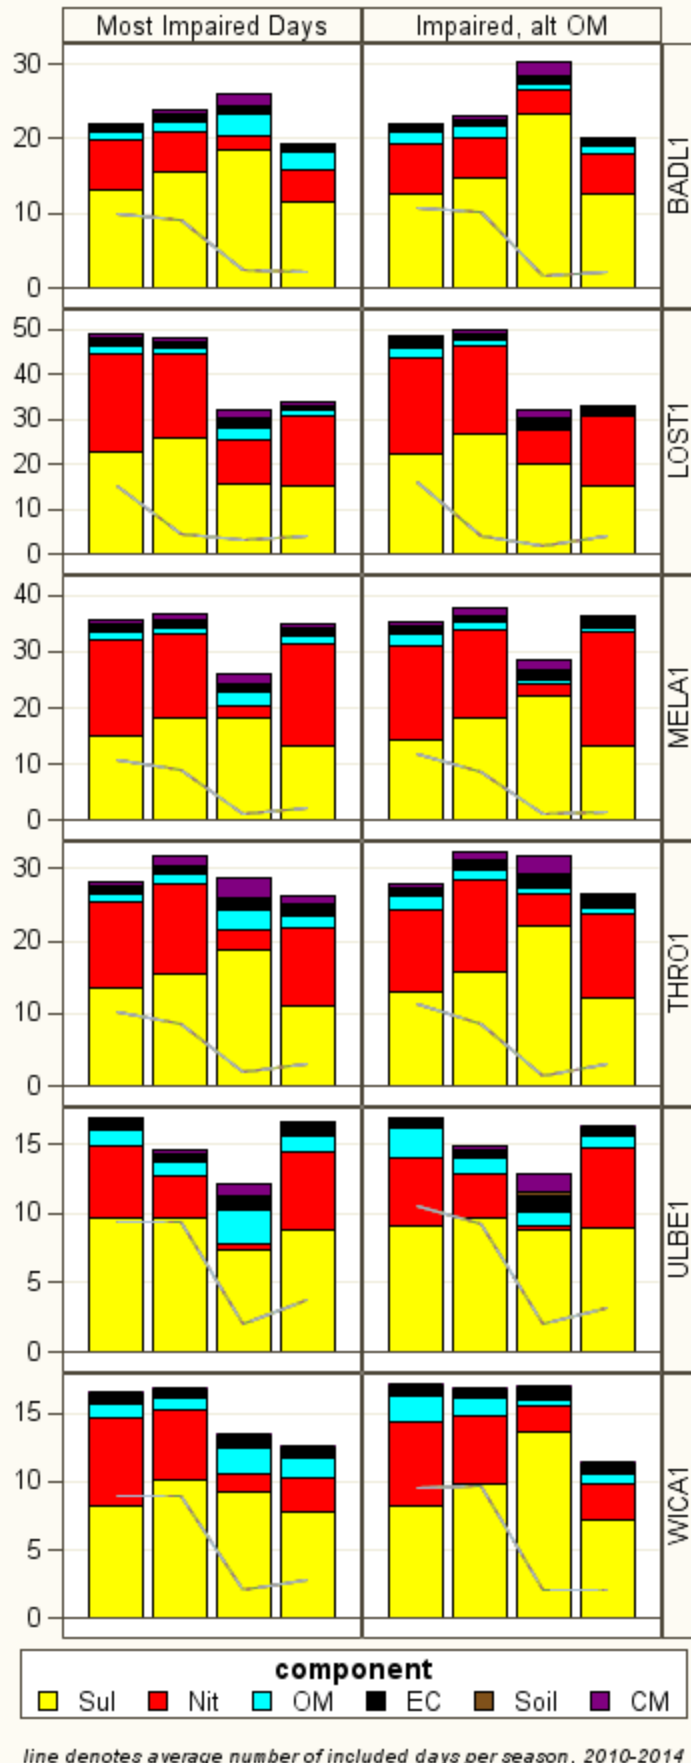 Most Impaired Days Impaired, alt OM
30
20
10
0
BADL1
50
40
30
20
10
0
LOST1
40
30
20
10
0
MELA1
30
20
10
0
THRO1
15
10
5
0
ULBE1
15
10
5
0
WICA1
component
Sul Nit OM EC Soil CM
line denotes average number of included days per season, 2010-2014